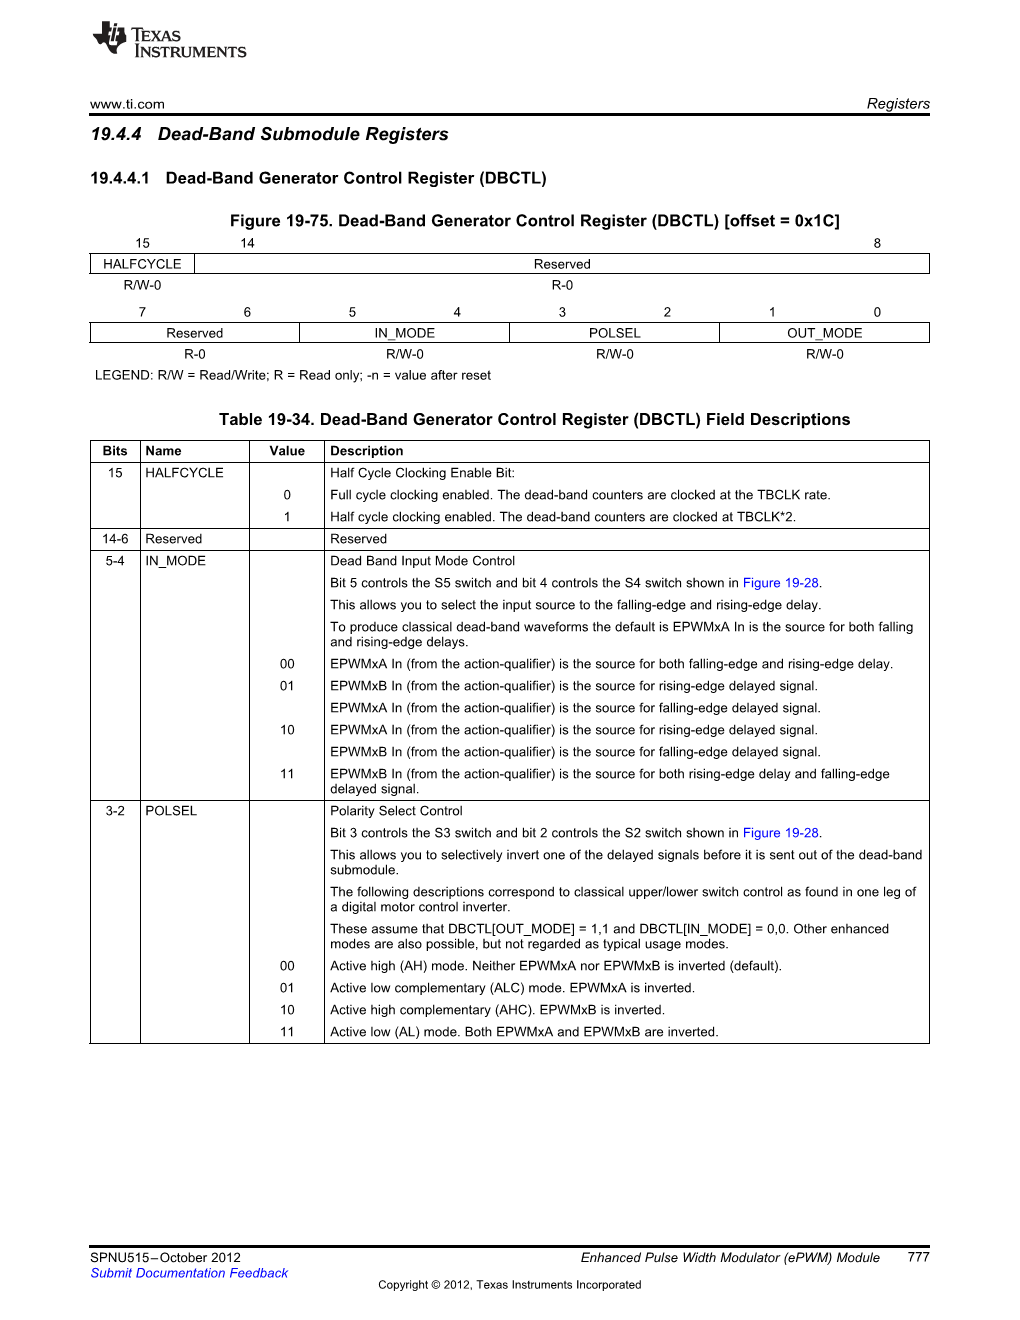 TEXAS
INSTRUMENTS
www.ti.com Registers
19.4.4 Dead-Band Submodule Registers
19.4.4.1 Dead-Band Generator Control Register (DBCTL)
Figure 19-75. Dead-Band Generator Control Register (DBCTL) [offset = 0x1C]
15 14 8
HALFCYCLE Reserved
R/W-0 R-0
7 6 5 4 3 2 1 0
Reserved IN_MODE POLSEL OUT_MODE
R-0 R/W-0 R/W-0 R/W-0
LEGEND: R/W = Read/Write; R = Read only; -n = value after reset
Table 19-34. Dead-Band Generator Control Register (DBCTL) Field Descriptions
Bits Name Value Description
15 HALFCYCLE Half Cycle Clocking Enable Bit:
0 Full cycle clocking enabled. The dead-band counters are clocked at the TBCLK rate.
1 Half cycle clocking enabled. The dead-band counters are clocked at TBCLK*2.
14-6 Reserved Reserved
5-4 IN_MODE Dead Band Input Mode Control
Bit 5 controls the S5 switch and bit 4 controls the S4 switch shown in Figure 19-28.
This allows you to select the input source to the falling-edge and rising-edge delay.
To produce classical dead-band waveforms the default is EPWMxA In is the source for both falling
and rising-edge delays.
00 EPWMxA In (from the action-qualifier) is the source for both falling-edge and rising-edge delay.
01 EPWMxB In (from the action-qualifier) is the source for rising-edge delayed signal.
EPWMxA In (from the action-qualifier) is the source for falling-edge delayed signal.
10 EPWMxA In (from the action-qualifier) is the source for rising-edge delayed signal.
EPWMxB In (from the action-qualifier) is the source for falling-edge delayed signal.
11 EPWMxB In (from the action-qualifier) is the source for both rising-edge delay and falling-edge
delayed signal.
3-2 POLSEL Polarity Select Control
Bit 3 controls the S3 switch and bit 2 controls the S2 switch shown in Figure 19-28.
This allows you to selectively invert one of the delayed signals before it is sent out of the dead-band
submodule.
The following descriptions correspond to classical upper/lower switch control as found in one leg of
a digital motor control inverter.
These assume that DBCTL[OUT_MODE] = 1,1 and DBCTL[IN_MODE] = 0,0. Other enhanced
modes are also possible, but not regarded as typical usage modes.
00 Active high (AH) mode. Neither EPWMxA nor EPWMxB is inverted (default).
01 Active low complementary (ALC) mode. EPWMxA is inverted.
10 Active high complementary (AHC). EPWMxB is inverted.
11 Active low (AL) mode. Both EPWMxA and EPWMxB are inverted.
SPNU515–October 2012 Enhanced Pulse Width Modulator (ePWM) Module 777
Submit Documentation Feedback
Copyright © 2012, Texas Instruments Incorporated